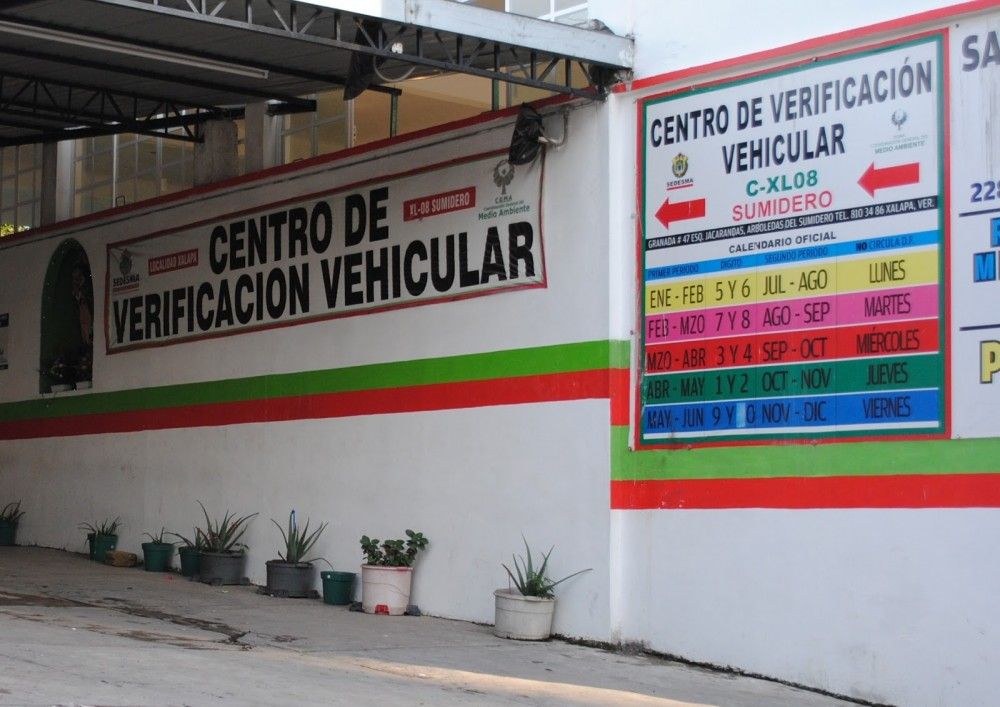 SEDESMA
LOCALIDAD XALAPA
CENTRO DE
VERIFICACION VEHICULAR
XL-08 SUMIDERO
C.G.M.A
Medio Ambiente
CENTRO DE VERIFICACIÓN
VEHICULAR
SEDESMA
MEDIO AMBIENTE
C-XL08
SUMIDERO
GRANADA # 47 ESQ. JACARANDAS, ARBOLEDAS DEL SUMIDERO TEL. 810 34 86 XALAPA, VER.
CALENDARIO OFICIAL
PRIMER PERIODO DIGITO SEGUNDO PERIODO NO CIRCULA D.F.
ENE - FEB 5 Y 6 JUL - AGO LUNES
FEB - MZO 7 Y 8 AGO - SEP MARTES
MZO - ABR 3 Y 4 SEP - OCT MIÉRCOLES
ABR - MAY 1 Y 2 OCT - NOV JUEVES
MAY - JUN 9 Y 0 NOV - DIC VIERNES
SA
228
P